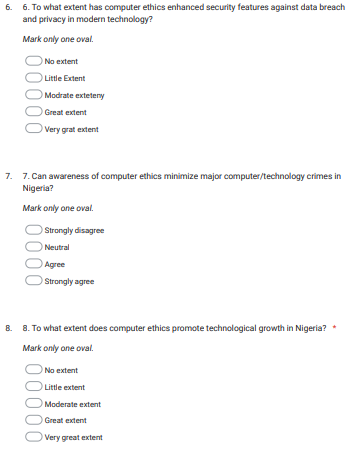 6. 6. To what extent has computer ethics enhanced security features against data breach
and privacy in modern technology?
Mark only one oval.
No extent
Little Extent
Modrate exteteny
Great extent
Very grat extent
7. 7. Can awareness of computer ethics minimize major computer/technology crimes in
Nigeria?
Mark only one oval.
Strongly disagree
Neutral
Agree
Strongly agree
8. 8. To what extent does computer ethics promote technological growth in Nigeria? *
Mark only one oval.
No extent
Little extent
Moderate extent
Great extent
Very great extent